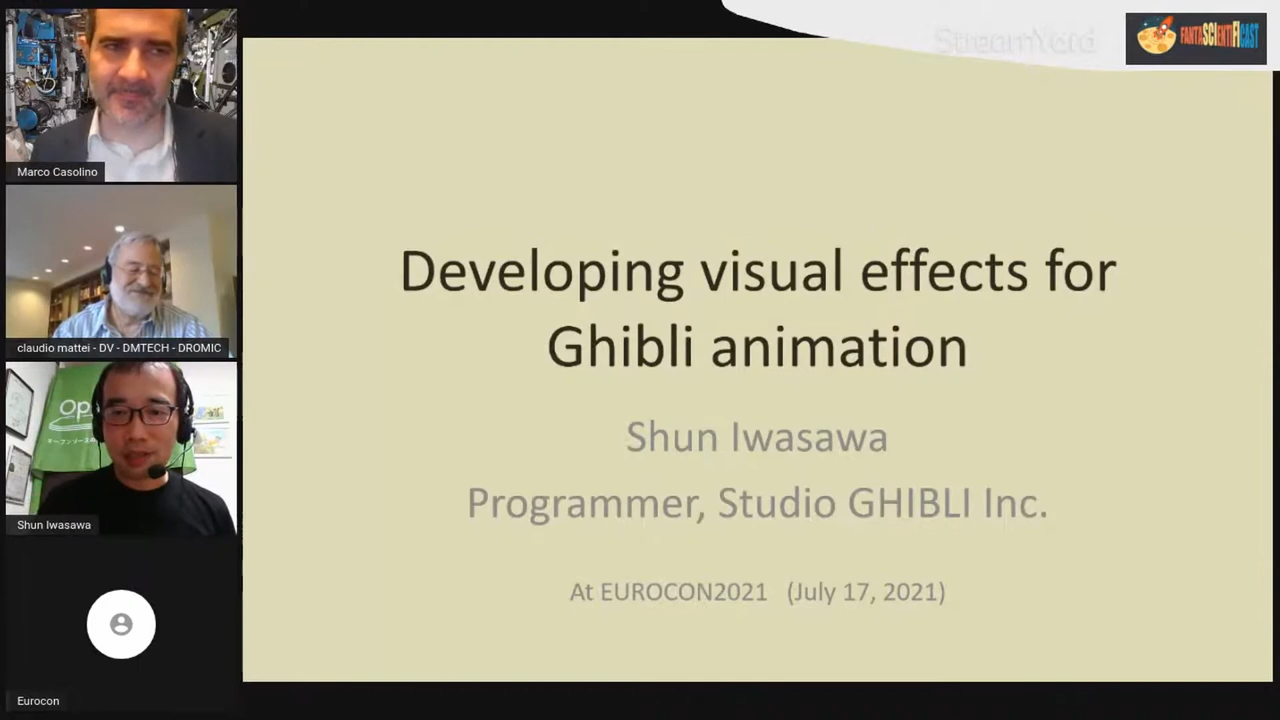 StreamYard
FANTASCIENTIFICAST
Marco Casolino
Developing visual effects for
Ghibli animation
Shun Iwasawa
Programmer, Studio GHIBLI Inc.
At EUROCON2021 (July 17, 2021)
claudio mattei - DV - DMTECH - DROMIC
Op
Shun Iwasawa
Eurocon